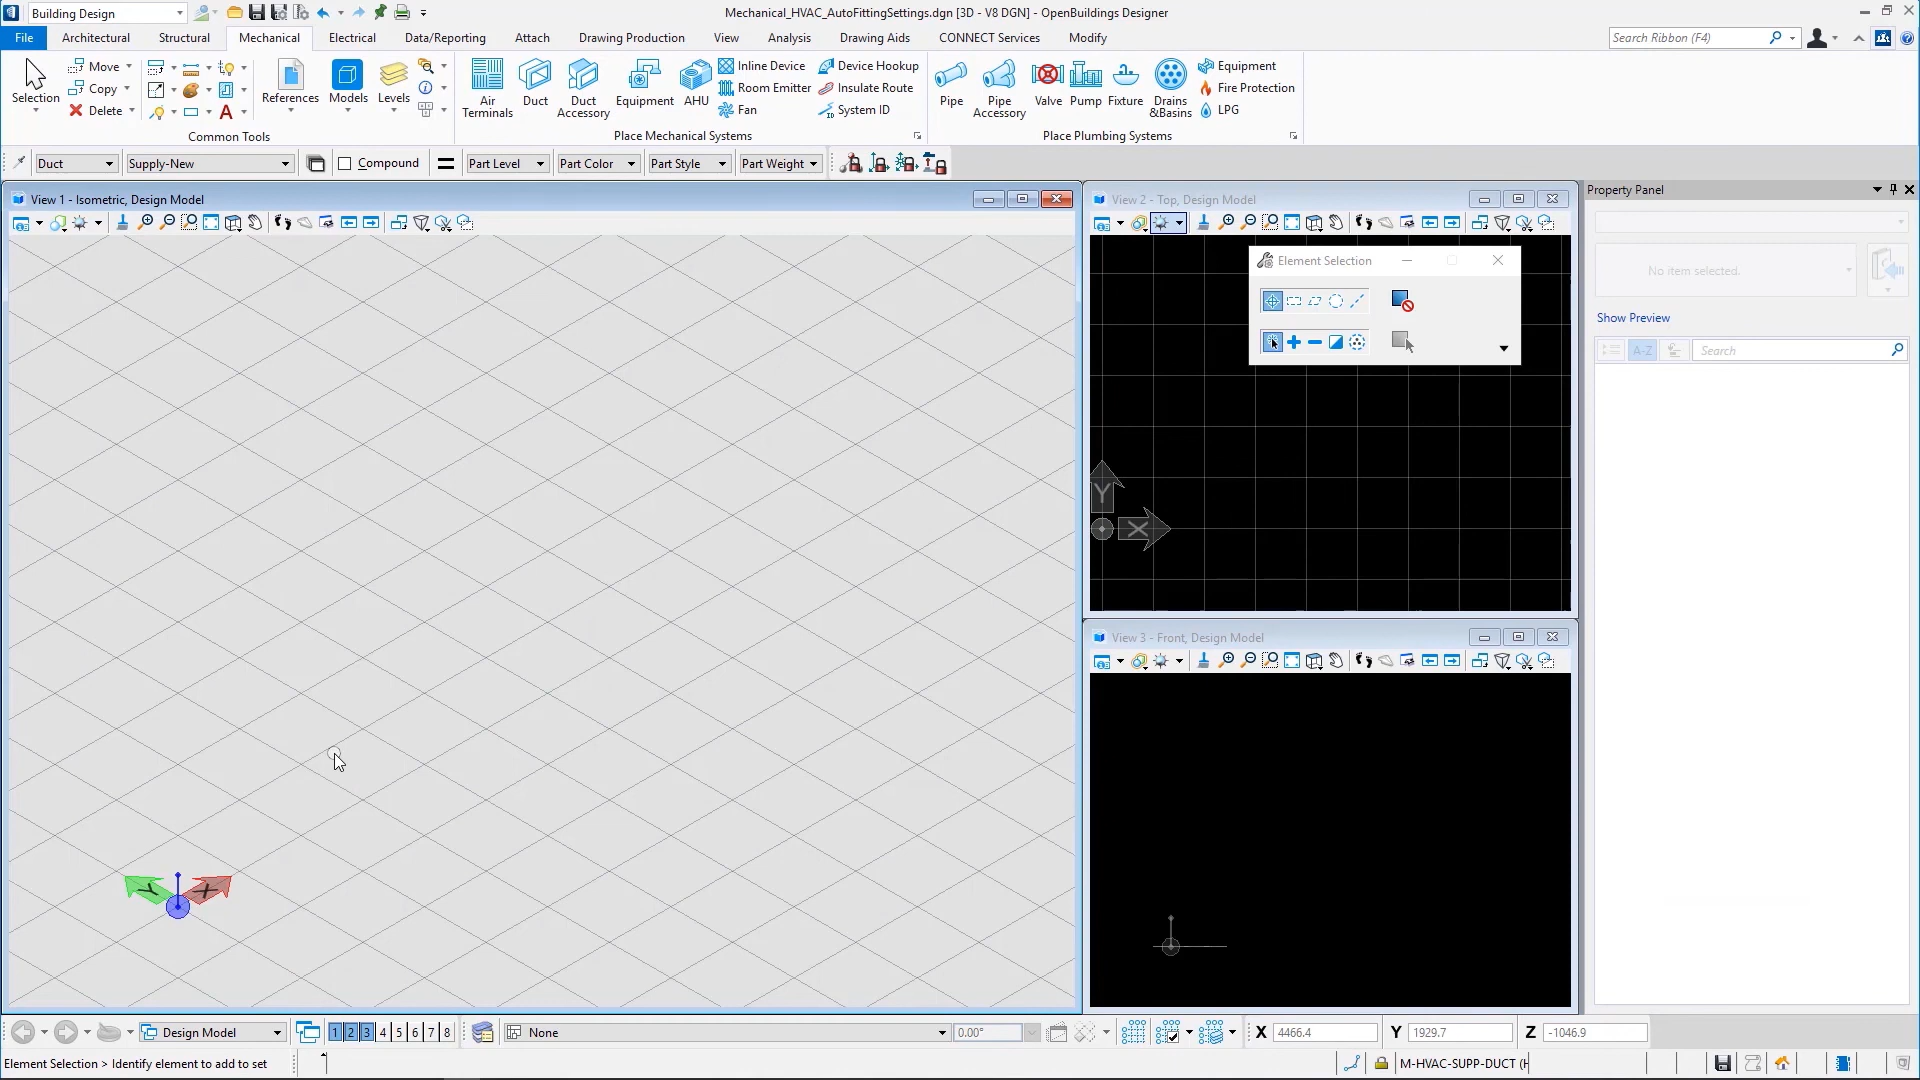 Building Design
Mechanical_HVAC_AutoFittingSettings.dgn [3D - V8 DGN] - OpenBuildings Designer
File Architectural Structural Mechanical Electrical Data/Reporting Attach Drawing Production View Analysis Drawing Aids CONNECT Services Modify
Search Ribbon (F4)
Selection
Move
Copy
Delete
References
Models
Levels
Common Tools
Air Terminals
Duct
Duct Accessory
Equipment
AHU
Inline Device
Room Emitter
Fan
Device Hookup
Insulate Route
System ID
Place Mechanical Systems
Pipe
Pipe Accessory
Valve
Pump
Fixture
Drains &Basins
Equipment
Fire Protection
LPG
Place Plumbing Systems
Duct Supply-New Compound Part Level Part Color Part Style Part Weight
View 1 - Isometric, Design Model
Y X
View 2 - Top, Design Model
Element Selection
Y
X
View 3 - Front, Design Model
Property Panel
No item selected.
Show Preview
A-Z Search
Design Model 1 2 3 4 5 6 7 8 None 0.00° X 4466.4 Y 1929.7 Z -1046.9
Element Selection > Identify element to add to set
M-HVAC-SUPP-DUCT (H